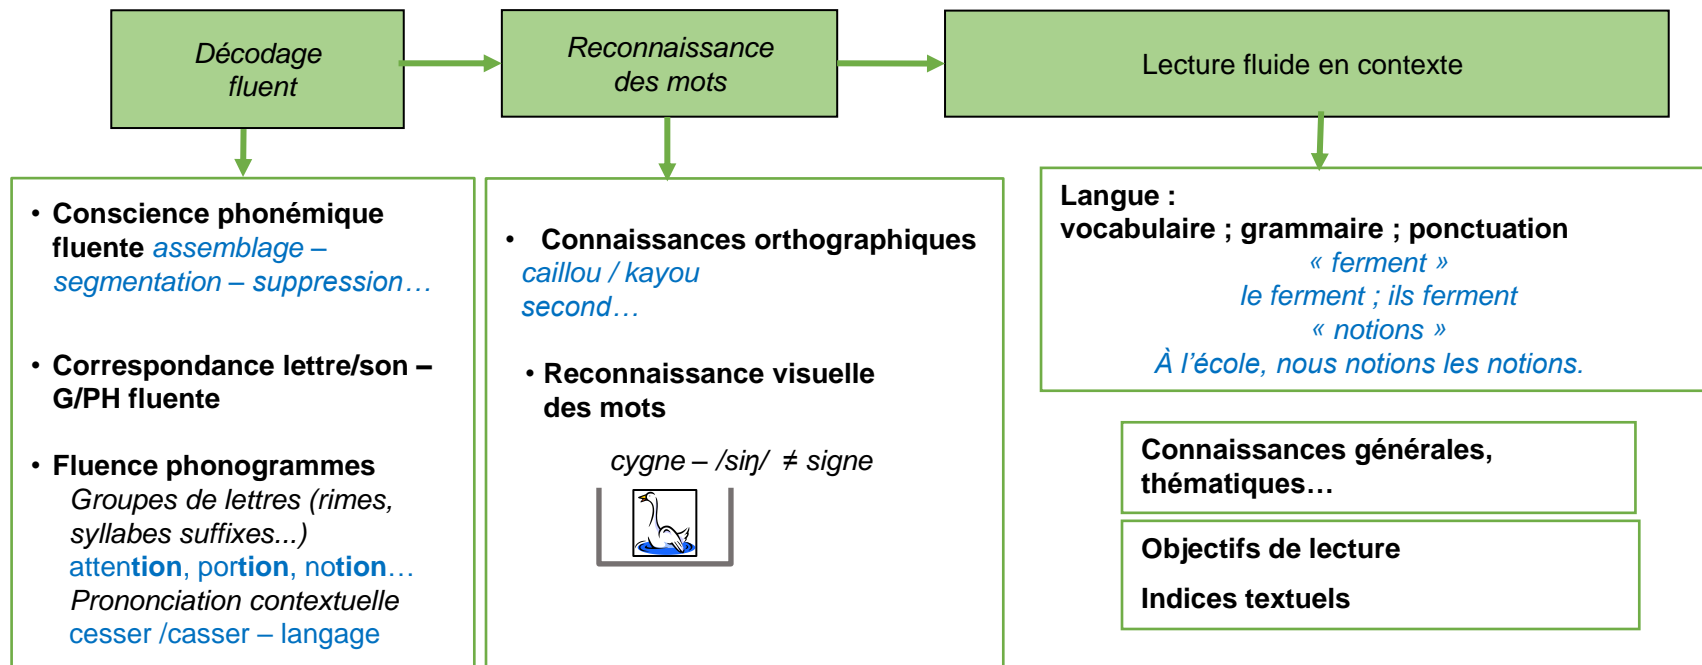 Décodage
fluent
Reconnaissance
des mots
Lecture fluide en contexte
• Conscience phonémique
fluente assemblage –
segmentation – suppression…
• Correspondance lettre/son –
G/PH fluente
• Fluence phonogrammes
Groupes de lettres (rimes,
syllabes suffixes...)
attention, portion, notion…
Prononciation contextuelle
cesser /casser – langage
• Connaissances orthographiques
caillou / kayou
second…
• Reconnaissance visuelle
des mots
cygne – /siŋ/ ≠ signe
Langue :
vocabulaire ; grammaire ; ponctuation
« ferment »
le ferment ; ils ferment
« notions »
À l’école, nous notions les notions.
Connaissances générales,
thématiques…
Objectifs de lecture
Indices textuels